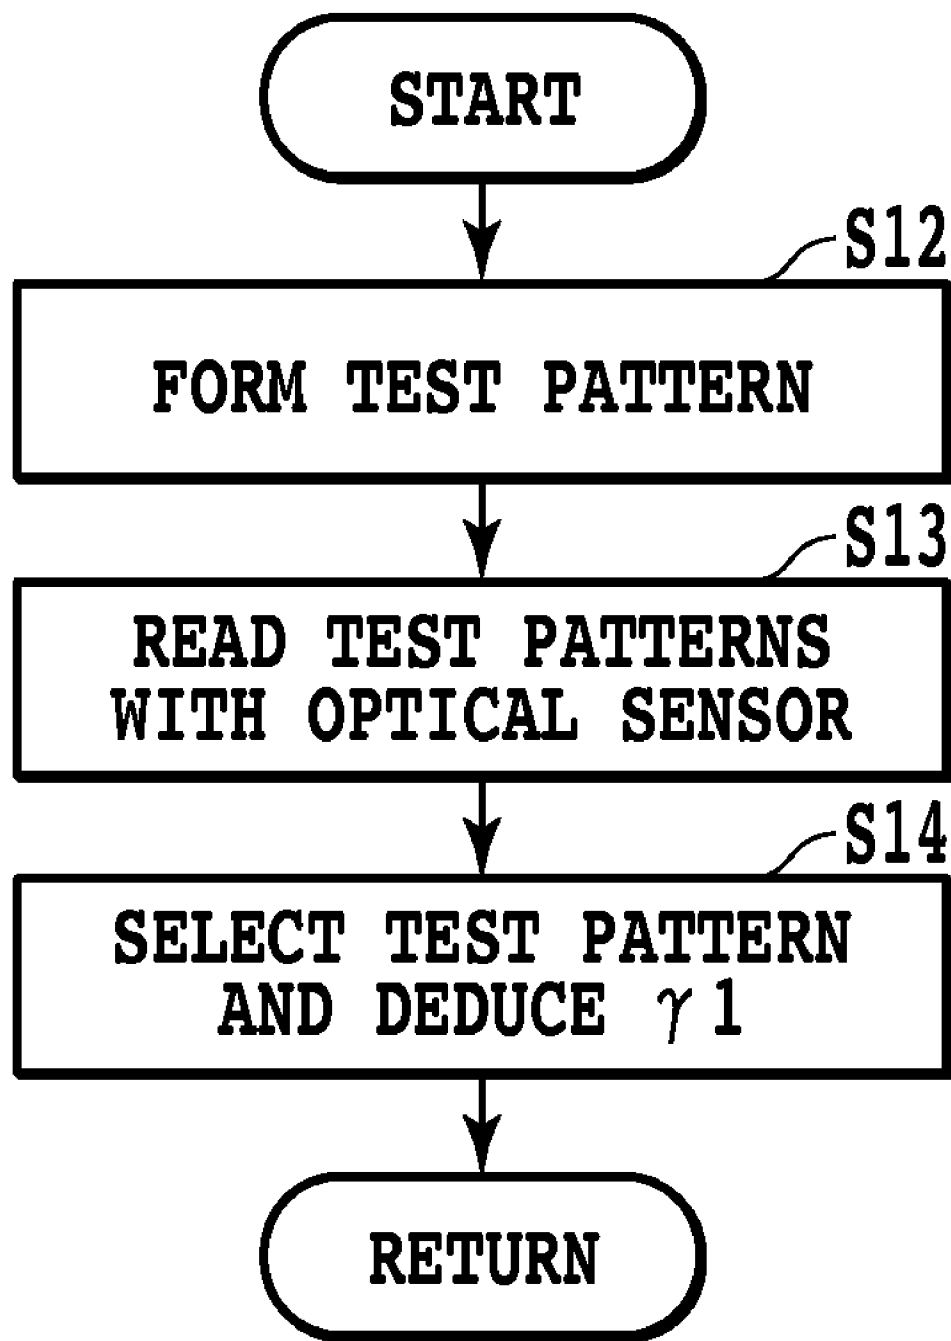 START
S12
FORM TEST PATTERN
S13
READ TEST PATTERNS
WITH OPTICAL SENSOR
S14
SELECT TEST PATTERN
AND DEDUCE γ1
RETURN